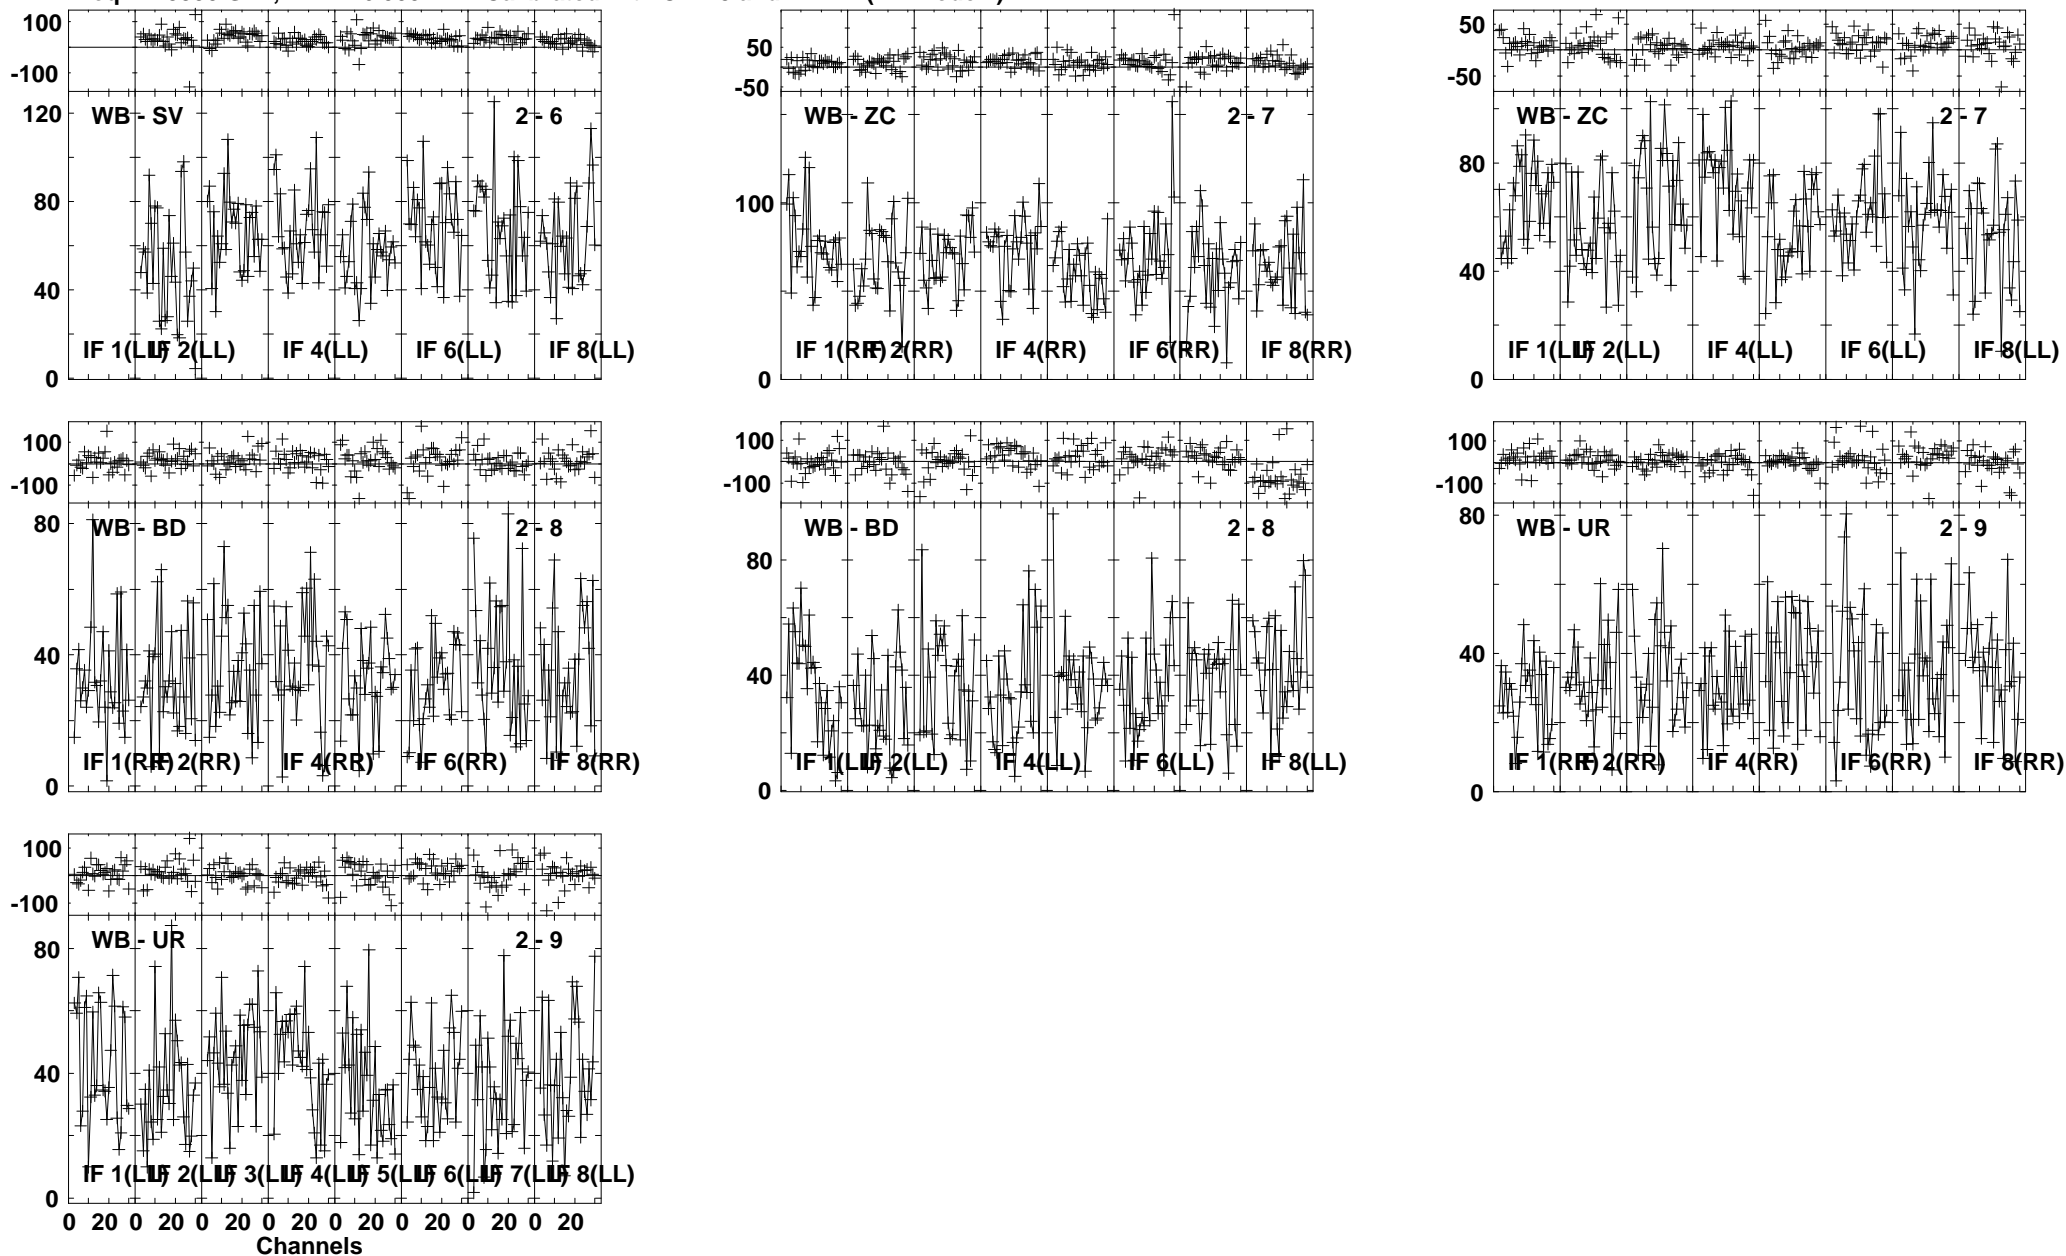 100
-100
120
80
40
0
WB - SV 2 - 6
IF 1(LL) IF 2(LL) IF 4(LL) IF 6(LL) IF 8(LL)
50
-50
100
0
WB - ZC 2 - 7
IF 1(RR) IF 2(RR) IF 4(RR) IF 6(RR) IF 8(RR)
50
-50
80
40
0
WB - ZC 2 - 7
IF 1(LL) IF 2(LL) IF 4(LL) IF 6(LL) IF 8(LL)
100
-100
80
40
0
WB - BD 2 - 8
IF 1(RR) IF 2(RR) IF 4(RR) IF 6(RR) IF 8(RR)
100
-100
80
40
0
WB - BD 2 - 8
IF 1(LL) IF 2(LL) IF 4(LL) IF 6(LL) IF 8(LL)
100
-100
80
40
0
WB - UR 2 - 9
IF 1(RR) IF 2(RR) IF 4(RR) IF 6(RR) IF 8(RR)
100
-100
80
40
0
WB - UR 2 - 9
IF 1(LL) IF 2(LL) IF 3(LL) IF 4(LL) IF 5(LL) IF 6(LL) IF 7(LL) IF 8(LL)
0 20 0 20 0 20 0 20 0 20 0 20 0 20 0 20
Channels